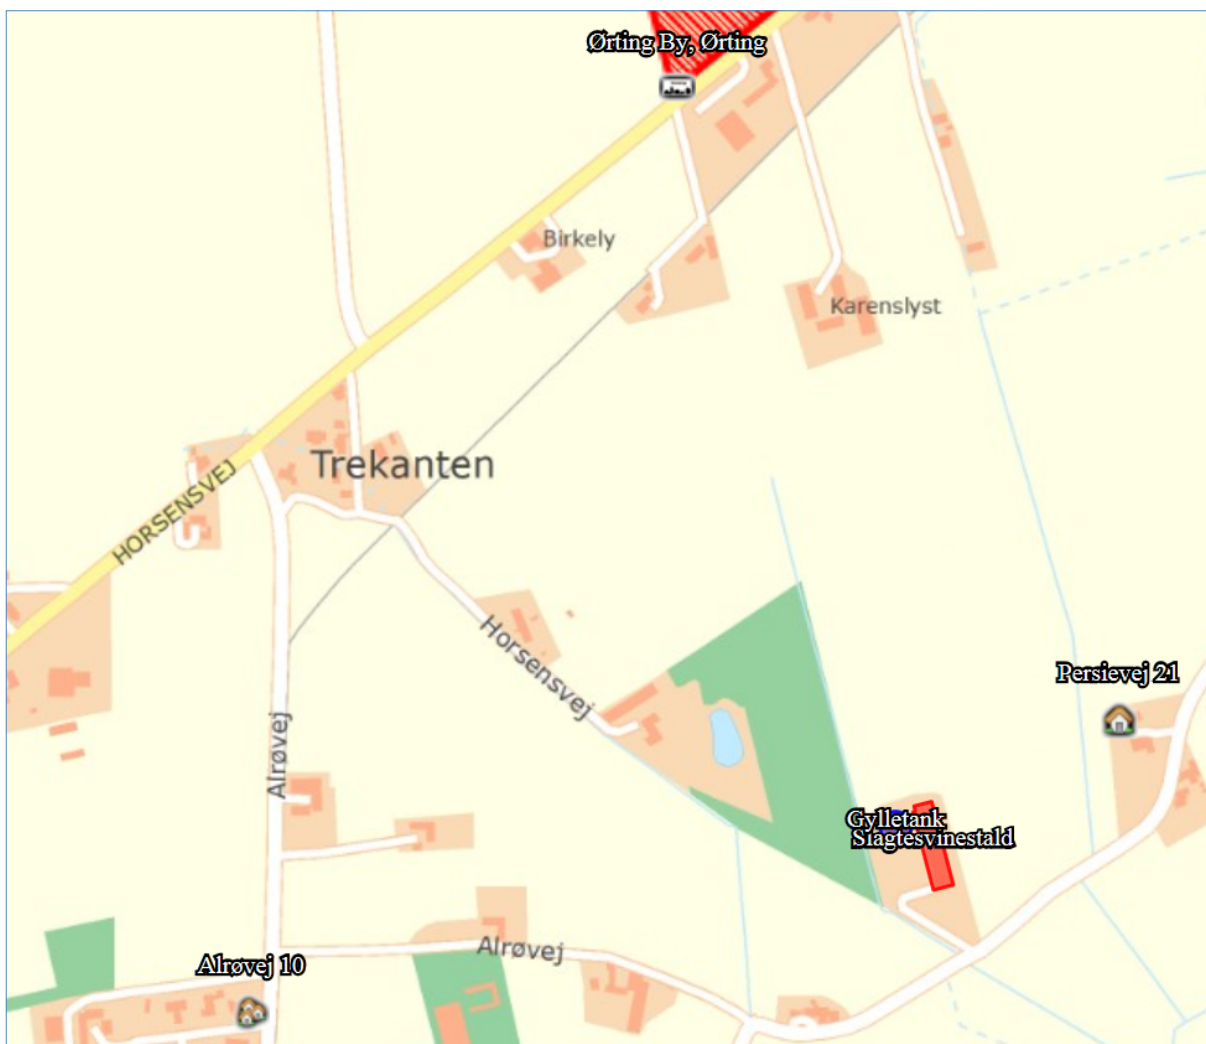 Ørting By, Ørting
Birkely
Karenslyst
Trekanten
HORSENSVEJ
Horsensvej
Persievej 21
Alrøvej
Gylletank
Slagtesvinestald
Alrøvej
Alrøvej 10